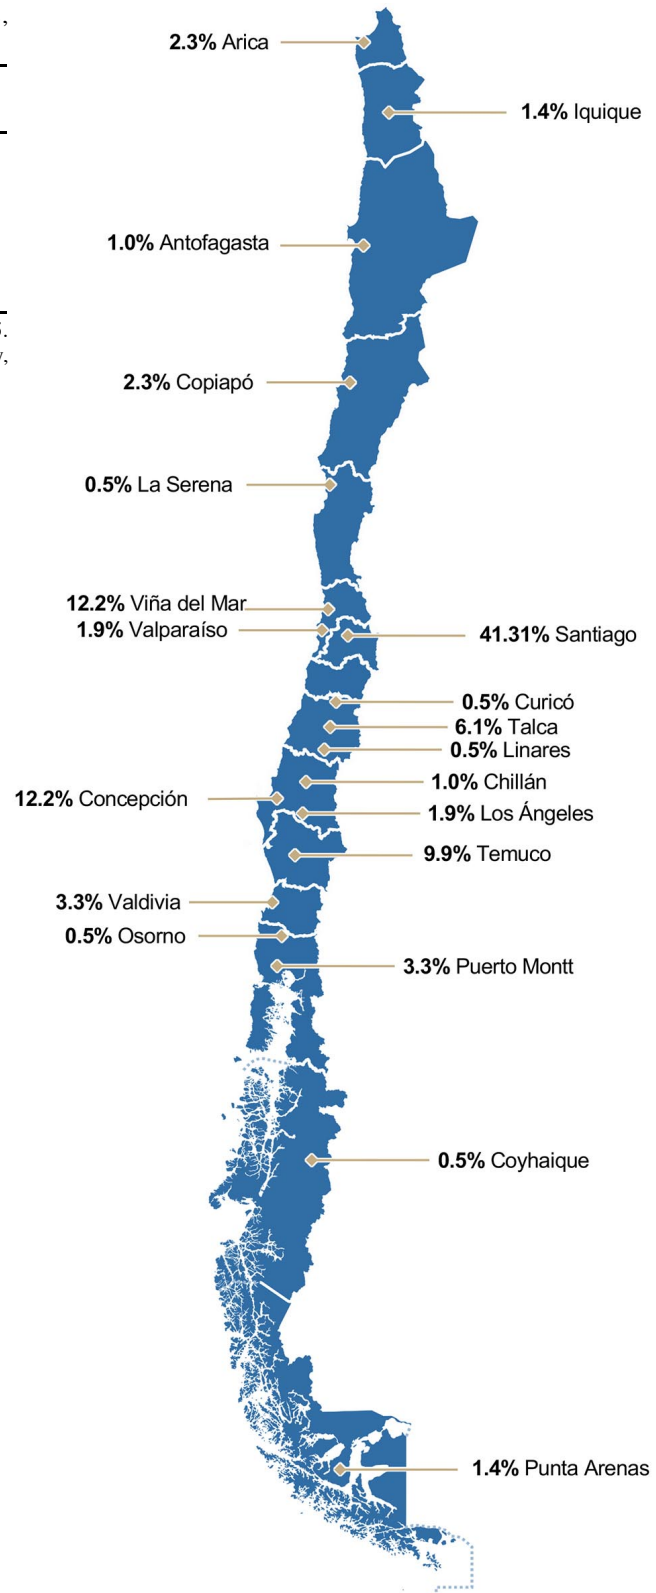 2.3% Arica
1.4% Iquique
1.0% Antofagasta
2.3% Copiapó
0.5% La Serena
12.2% Viña del Mar
1.9% Valparaíso
41.31% Santiago
0.5% Curicó
6.1% Talca
0.5% Linares
1.0% Chillán
12.2% Concepción
1.9% Los Ángeles
9.9% Temuco
3.3% Valdivia
0.5% Osorno
3.3% Puerto Montt
0.5% Coyhaique
1.4% Punta Arenas